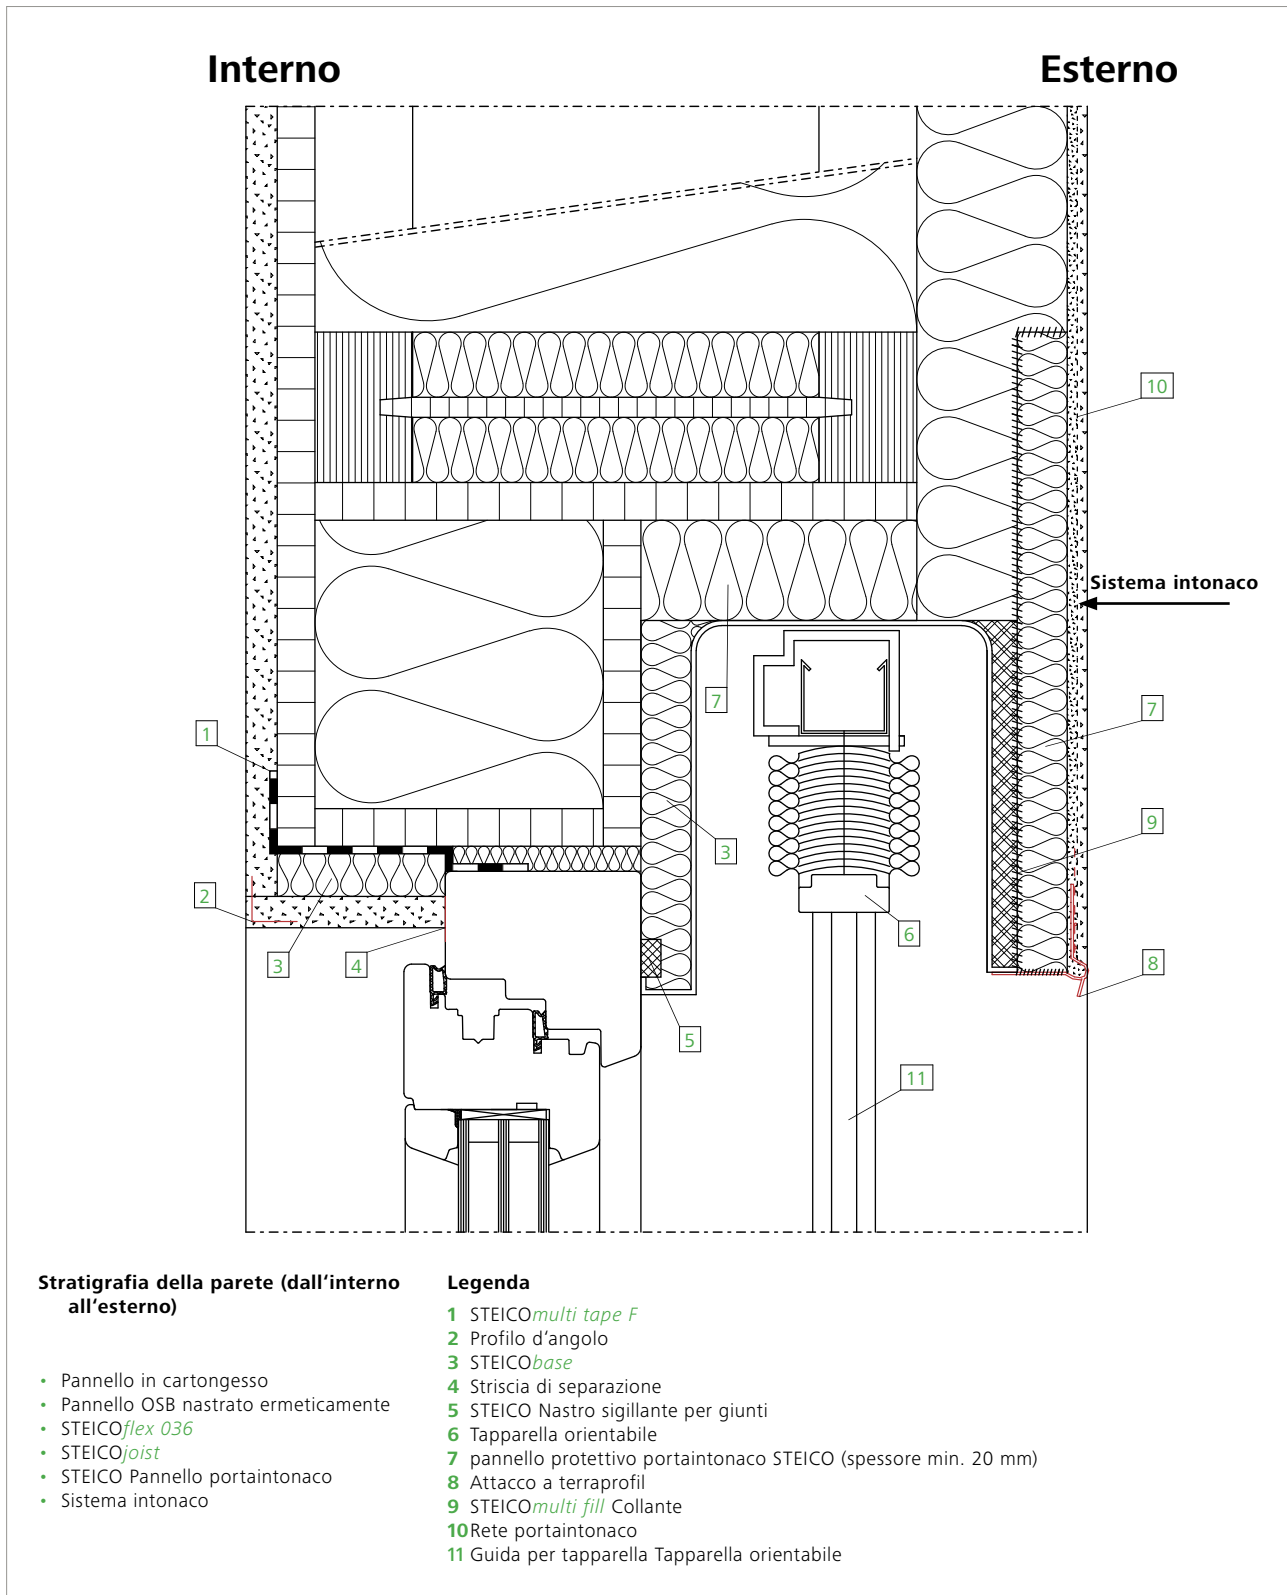 Interno
Esterno
10
Sistema intonaco
7
7
1
9
3
2
6
3
4
8
5
11
Stratigrafia della parete (dall‘interno
all‘esterno)
• Pannello in cartongesso
• Pannello OSB nastrato ermeticamente
• STEICOflex 036
• STEICOjoist
• STEICO Pannello portaintonaco
• Sistema intonaco
Legenda
1 STEICOmulti tape F
2 Profilo d‘angolo
3 STEICObase
4 Striscia di separazione
5 STEICO Nastro sigillante per giunti
6 Tapparella orientabile
7 pannello protettivo portaintonaco STEICO (spessore min. 20 mm)
8 Attacco a terraprofil
9 STEICOmulti fill Collante
10 Rete portaintonaco
11 Guida per tapparella Tapparella orientabile